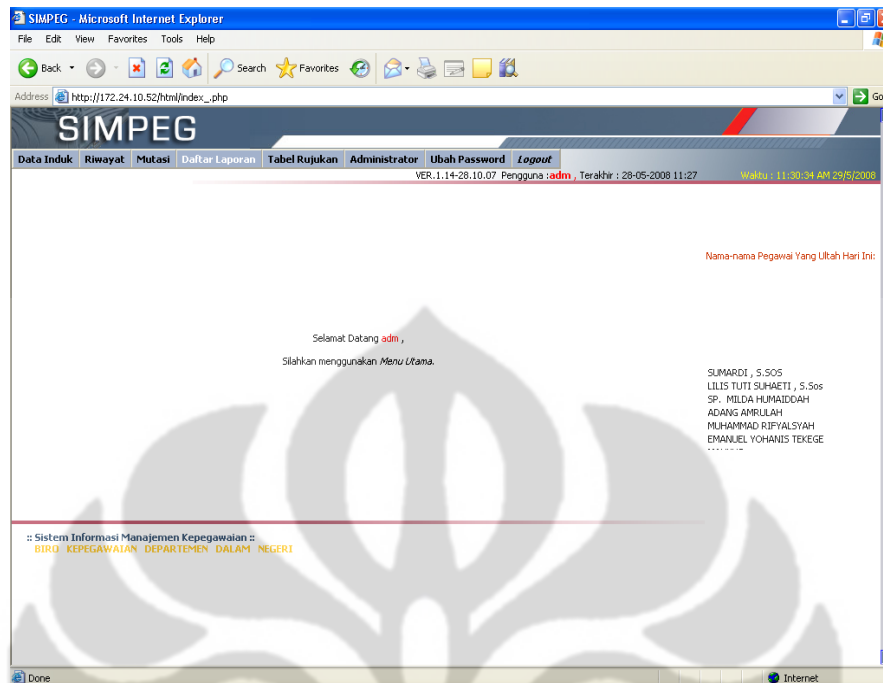 SIMPEG - Microsoft Internet Explorer
File Edit View Favorites Tools Help
Back Search Favorites
Address http://172.24.10.52/html/index_.php Go
SIMPEG
Data Induk Riwayat Mutasi Daftar Laporan Tabel Rujukan Administrator Ubah Password Logout
VER.1.14-28.10.07 Pengguna :adm , Terakhir : 28-05-2008 11:27 Waktu : 11:30:34 AM 29/5/2008
Nama-nama Pegawai Yang Ultah Hari Ini:
Selamat Datang adm ,
Silahkan menggunakan Menu Utama.
SUMARDI , S.SOS
LILIS TUTI SUHAETI , S.Sos
SP. MILDA HUMAIDDAH
ADANG AMRULAH
MUHAMMAD RIFYALSYAH
EMANUEL YOHANIS TEKEGE
:: Sistem Informasi Manajemen Kepegawaian ::
BIRO KEPEGAWAIAN DEPARTEMEN DALAM NEGERI
Done Internet